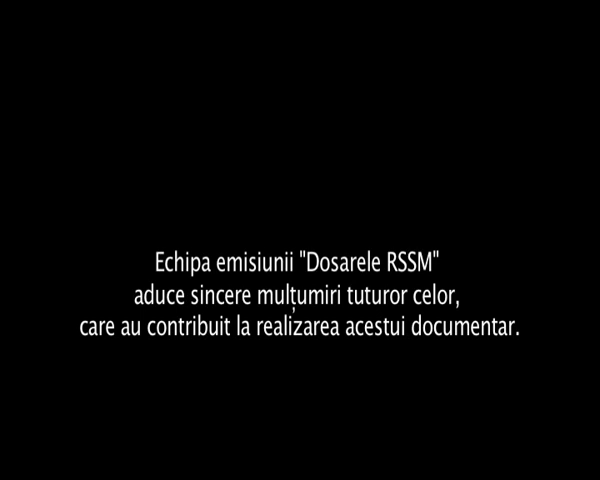 Echipa emisiunii "Dosarele RSSM"
aduce sincere mulțumiri tuturor celor,
care au contribuit la realizarea acestui documentar.